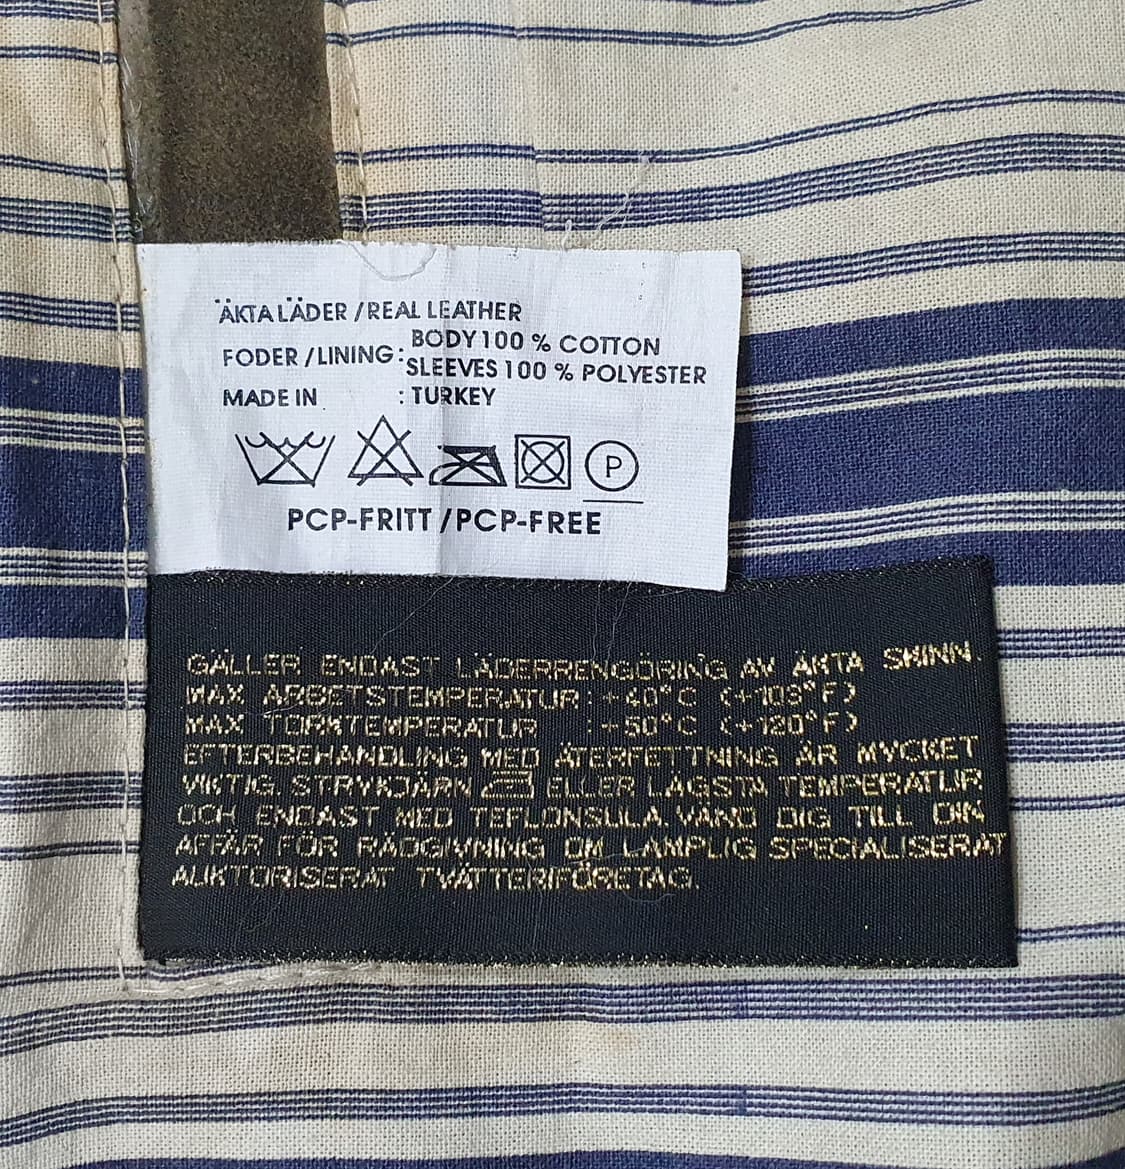 ÄKTA LÄDER / REAL LEATHER
FODER / LINING : BODY 100 % COTTON
SLEEVES 100 % POLYESTER
MADE IN : TURKEY
P
PCP-FRITT / PCP-FREE
GÄLLER ENDAST LÄDERRENGÖRING AV ÄKTA SKINN.
MAX ARBETSTEMPERATUR : +40°C (+103°F)
MAX TORKTEMPERATUR : +50°C (+120°F)
EFTERBEHANDLING MED ÅTERFETTNING ÄR MYCKET
VIKTIG. STRYKJÄRN ELLER LÄGSTA TEMPERATUR
OCH ENDAST MED TEFLONSULA. VÄND DIG TILL DIN
AFFÄR FÖR RÅDGIVNING OM LÄMPLIG SPECIALISERAT
AUKTORISERAT TVÄTTERIFÖRETAG.